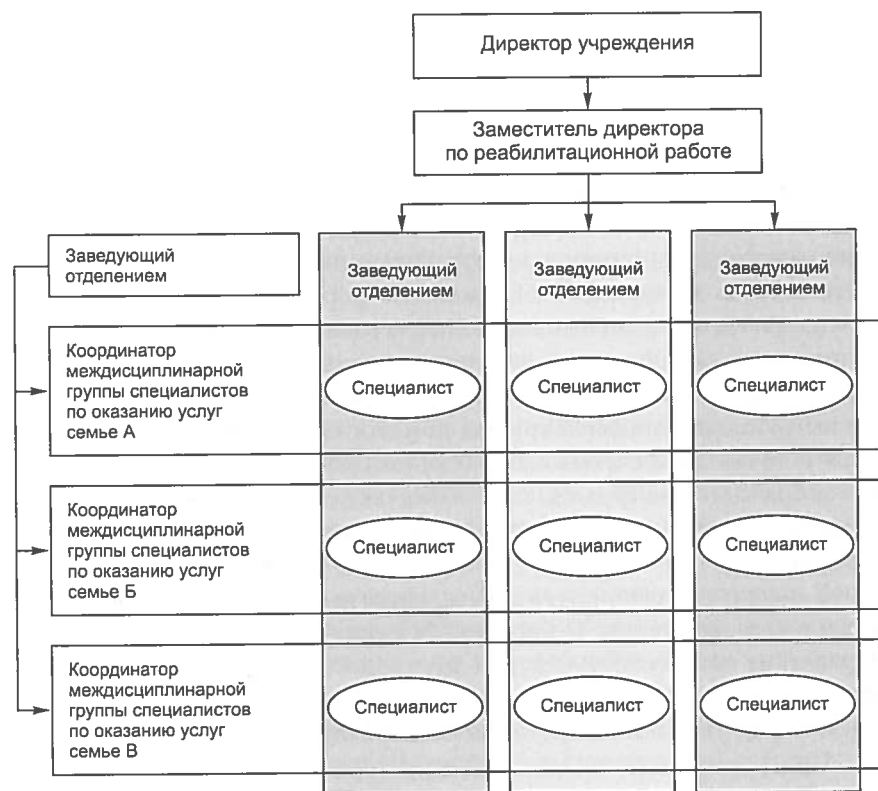 Директор учреждения
Заместитель директора
по реабилитационной работе
Заведующий
отделением
Заведующий
отделением
Заведующий
отделением
Заведующий
отделением
Координатор
междисциплинарной
группы специалистов
по оказанию услуг
семье А
Специалист
Специалист
Специалист
Координатор
междисциплинарной
группы специалистов
по оказанию услуг
семье Б
Специалист
Специалист
Специалист
Координатор
междисциплинарной
группы специалистов
по оказанию услуг
семье В
Специалист
Специалист
Специалист